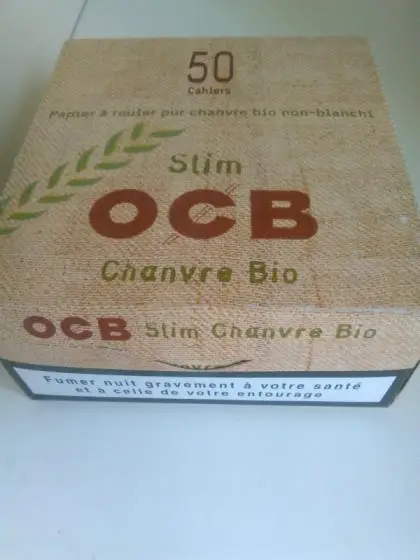 50
Cahiers
Papier à rouler pur chanvre bio non-blanchi
Slim
OCB
Chanvre Bio
OCB Slim Chanvre Bio
Fumer nuit gravement à votre santé
et à celle de votre entourage